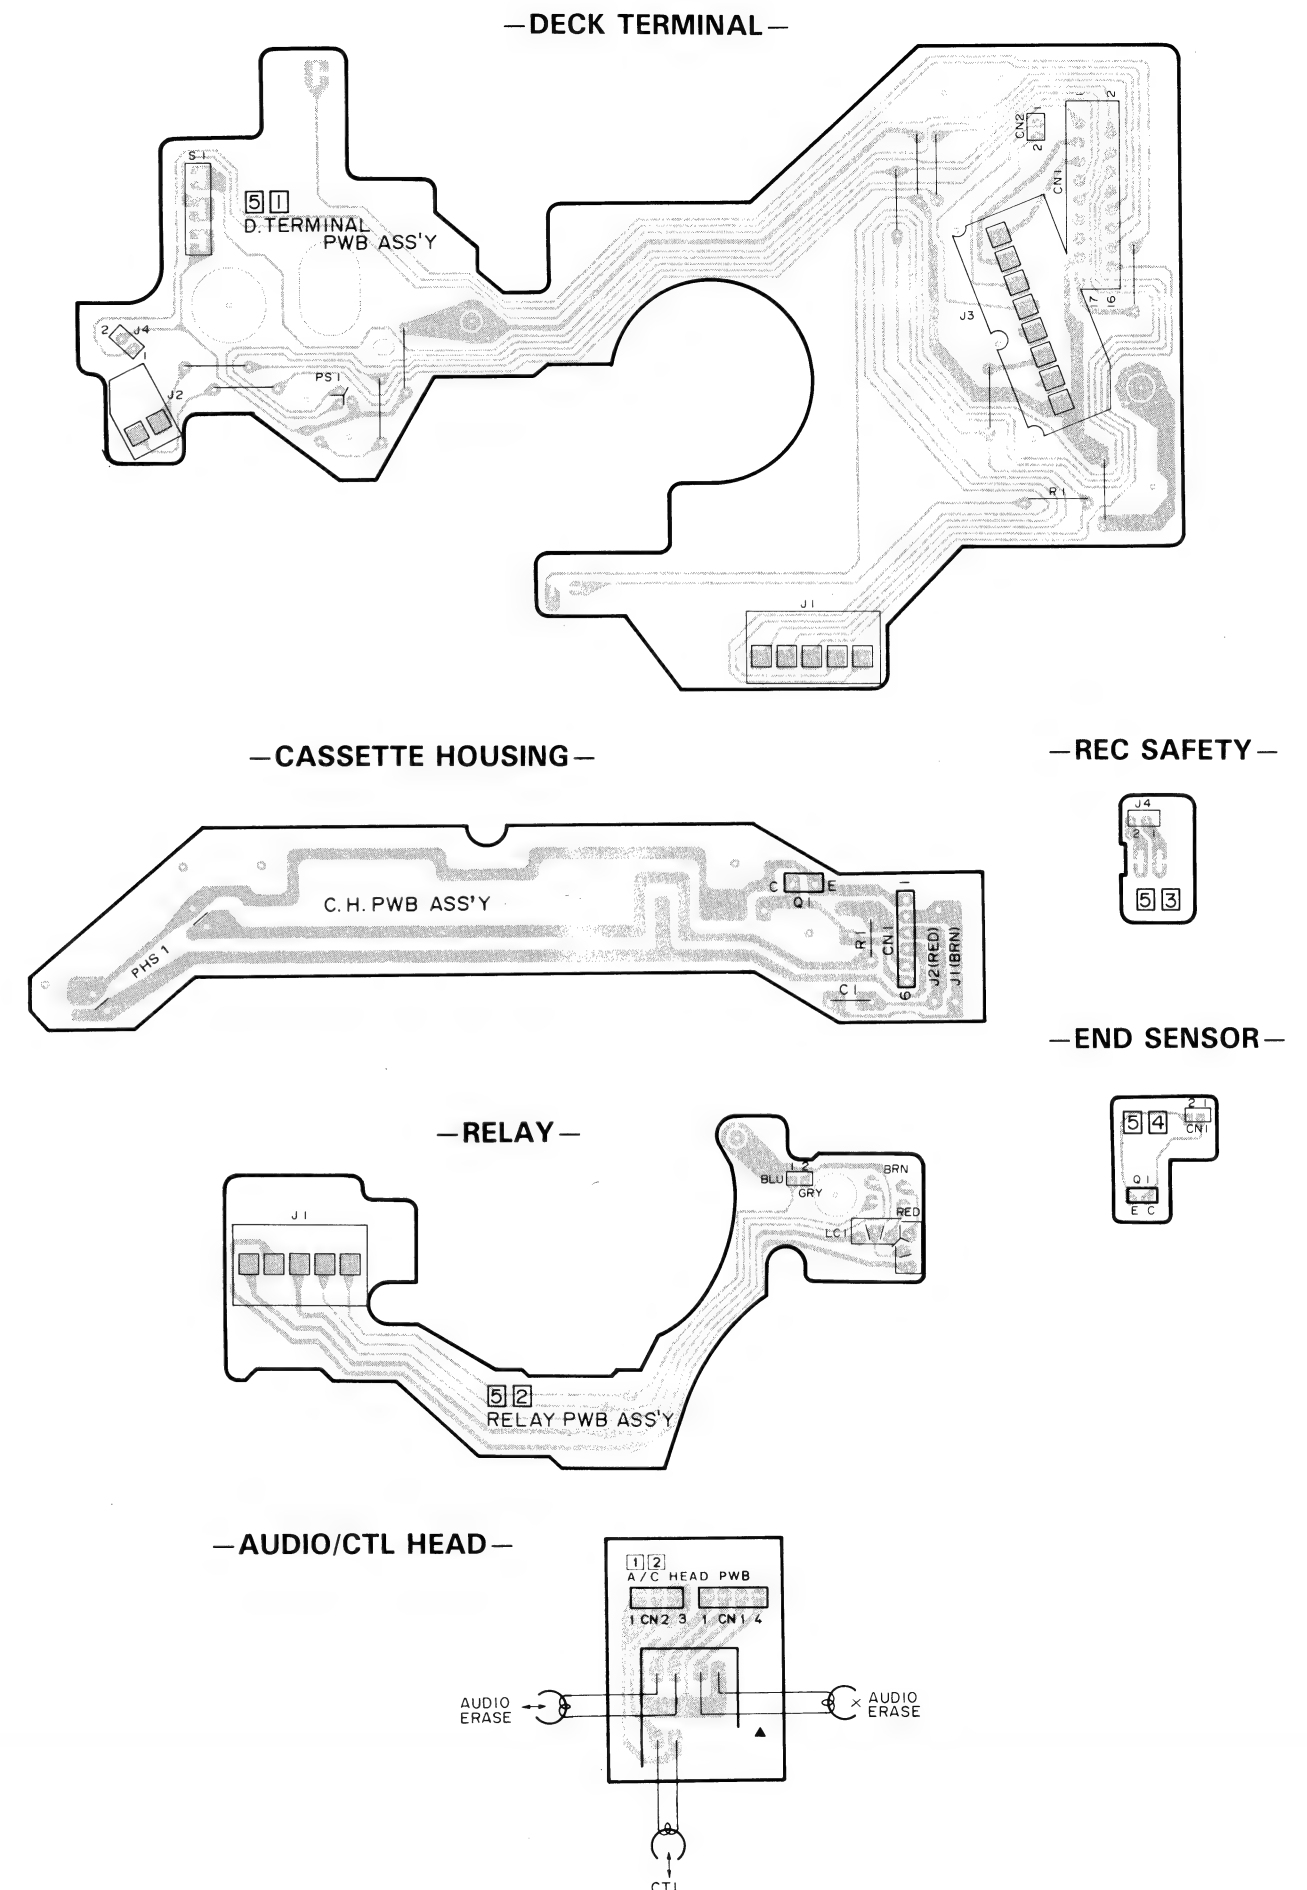 —DECK TERMINAL—
S1
5 1
D.TERMINAL
PWB ASS'Y
2 J4
1
J2
PS1
CN2
1
2
CN1
1 2
17 16
J3
R1
J1
—CASSETTE HOUSING—
C.H.PWB ASS'Y
PHS1
C E
Q1
R1
CN1
1
6
C1
J2(RED)
J1(BRN)
—REC SAFETY—
J4
2 1
5 3
—END SENSOR—
5 4
2 1
CN1
Q1
E C
—RELAY—
J1
1 2
BLU
GRY
BRN
RED
LC1
5 2
RELAY PWB ASS'Y
—AUDIO/CTL HEAD—
1 2
A/C HEAD PWB
1 CN2 3 1 CN1 4
AUDIO
ERASE
AUDIO
ERASE
CTL